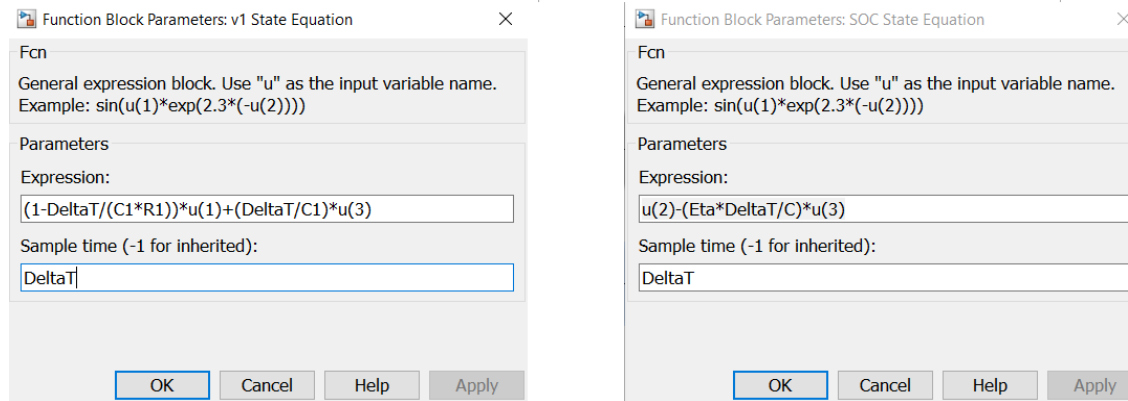 Function Block Parameters: v1 State Equation
Fcn
General expression block. Use "u" as the input variable name.
Example: sin(u(1)*exp(2.3*(-u(2))))
Parameters
Expression:
(1-DeltaT/(C1*R1))*u(1)+(DeltaT/C1)*u(3)
Sample time (-1 for inherited):
DeltaT
OK Cancel Help Apply
Function Block Parameters: SOC State Equation
Fcn
General expression block. Use "u" as the input variable name.
Example: sin(u(1)*exp(2.3*(-u(2))))
Parameters
Expression:
u(2)-(Eta*DeltaT/C)*u(3)
Sample time (-1 for inherited):
DeltaT
OK Cancel Help Apply